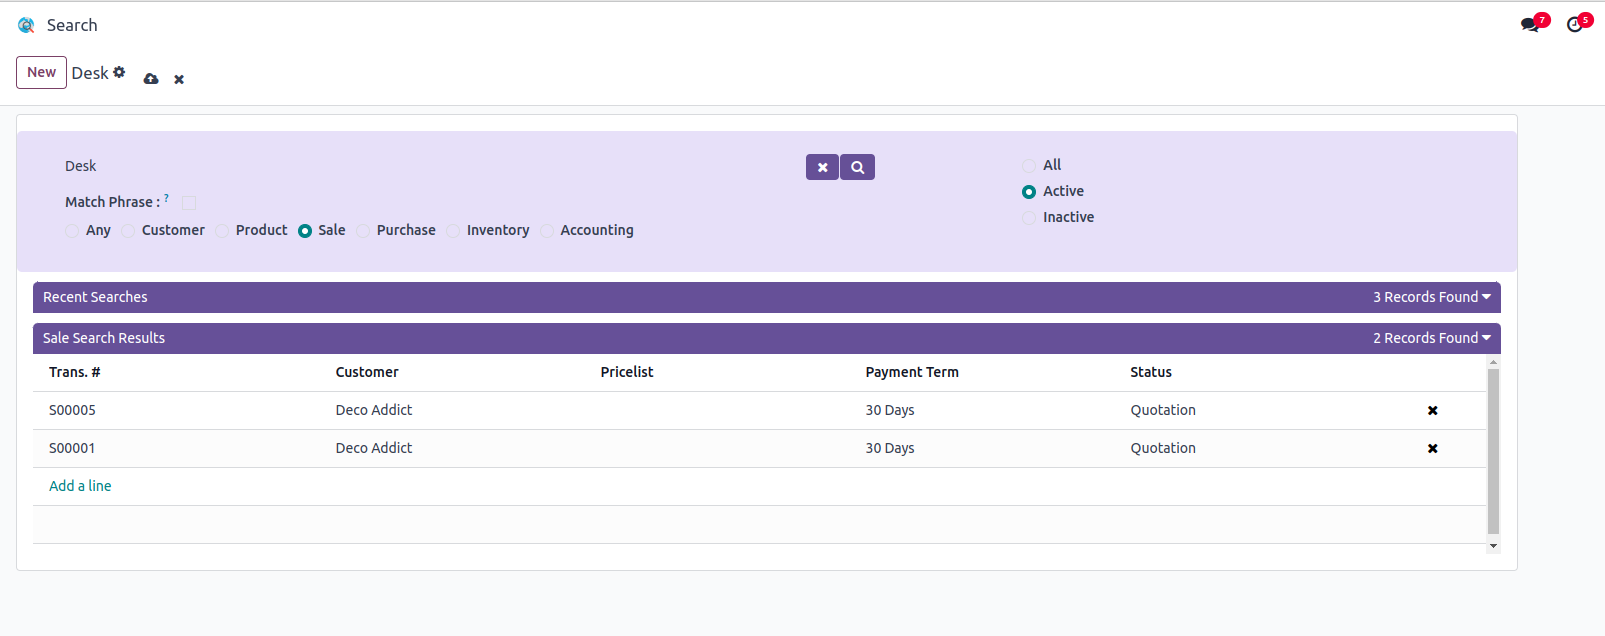 Search
7
5
New Desk
Desk
All
Match Phrase : ?
Active
Inactive
Any Customer Product Sale Purchase Inventory Accounting
Recent Searches 3 Records Found
Sale Search Results 2 Records Found
Trans. # Customer Pricelist Payment Term Status
S00005 Deco Addict 30 Days Quotation
S00001 Deco Addict 30 Days Quotation
Add a line